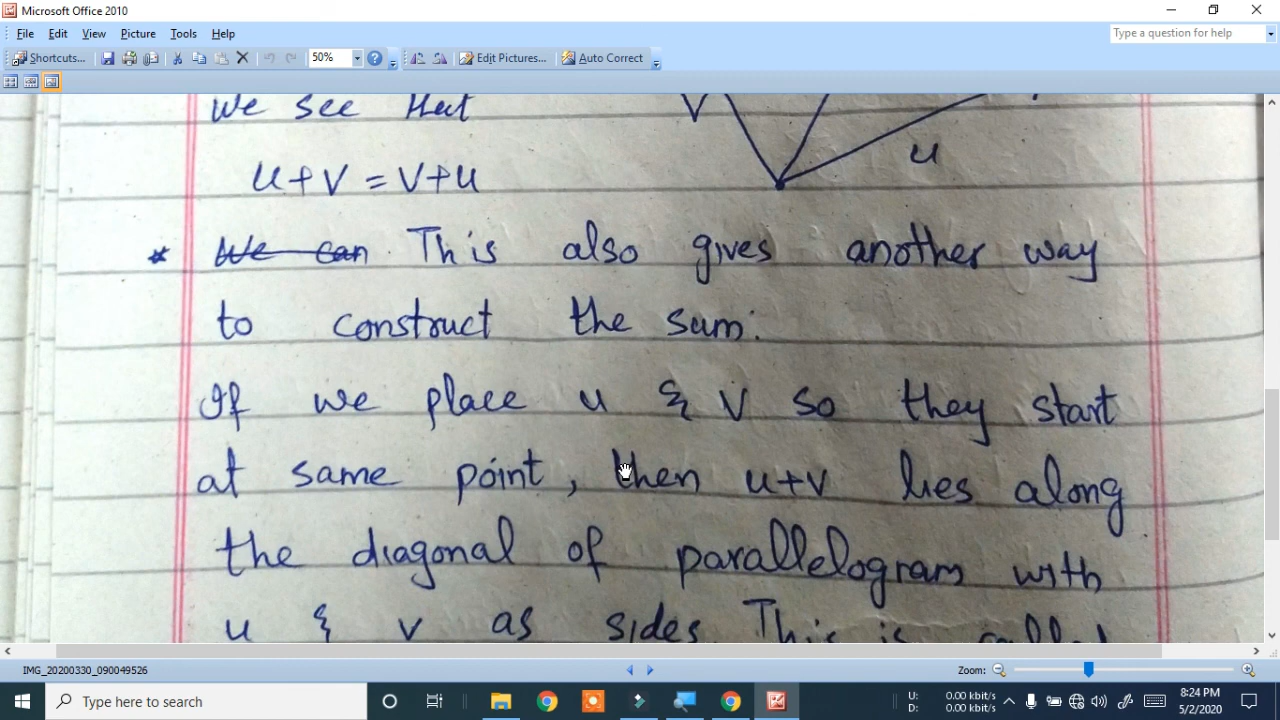 Microsoft Office 2010
File Edit View Picture Tools Help
Type a question for help
Shortcuts... 50% Edit Pictures... Auto Correct
We see that
V
u
u+v = v+u
* We can This also gives another way
to construct the sum.
If we place u & v so they start
at same point, then u+v lies along
the diagonal of parallelogram with
u & v as sides. This is called
IMG_20200330_090049526
Zoom:
Type here to search
U: 0.00 kbit/s
D: 0.00 kbit/s
8:24 PM
5/2/2020